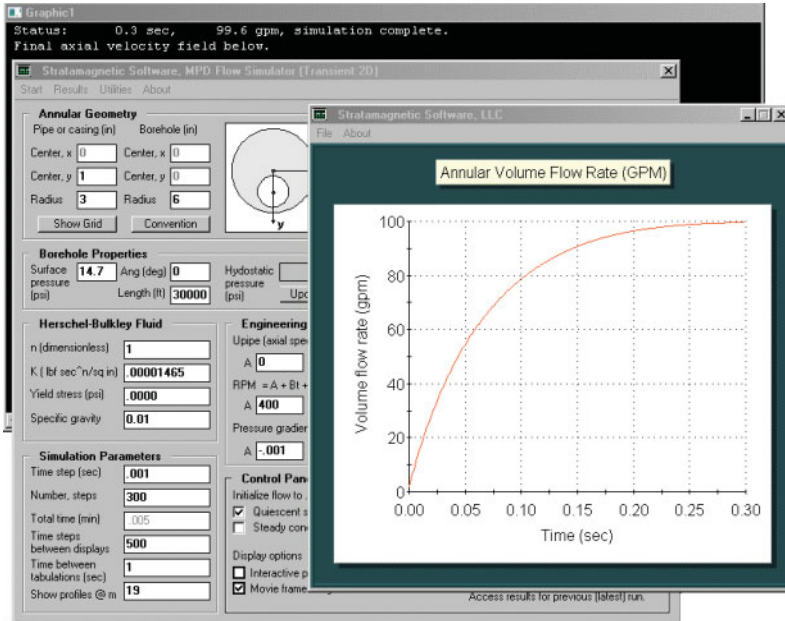 Graphic1
Status: 0.3 sec, 99.6 gpm, simulation complete.
Final axial velocity field below.
Stratamagnetic Software, MPD Flow Simulator (Transient 2D)
Start Results Utilities About
Annular Geometry
Pipe or casing (in) Borehole (in)
Center, x 0 Center, x 0
Center, y 1 Center, y 0
Radius 3 Radius 6
Show Grid Convention
y
Borehole Properties
Surface pressure (psi) 14.7 Ang (deg) 0
Length (ft) 30000
Hydostatic pressure (psi)
Herschel-Bulkley Fluid
n (dimensionless) 1
K ( lbf sec^n/sq in) .00001465
Yield stress (psi) .0000
Specific gravity 0.01
Engineering
Upipe (axial spe
A 0
RPM = A + Bt +
A 400
Pressure gradier
A -.001
Simulation Parameters
Time step (sec) .001
Number, steps 300
Total time (min) .005
Time steps between displays 500
Time between tabulations (sec) 1
Show profiles @ m 19
Control Pan
Initialize flow to .
Quiescent s
Steady con
Display options
Interactive p
Movie frame
Access results for previous (latest) run.
Stratamagnetic Software, LLC
File About
Annular Volume Flow Rate (GPM)
Volume flow rate (gpm)
100
80
60
40
20
0
0.00 0.05 0.10 0.15 0.20 0.25 0.30
Time (sec)